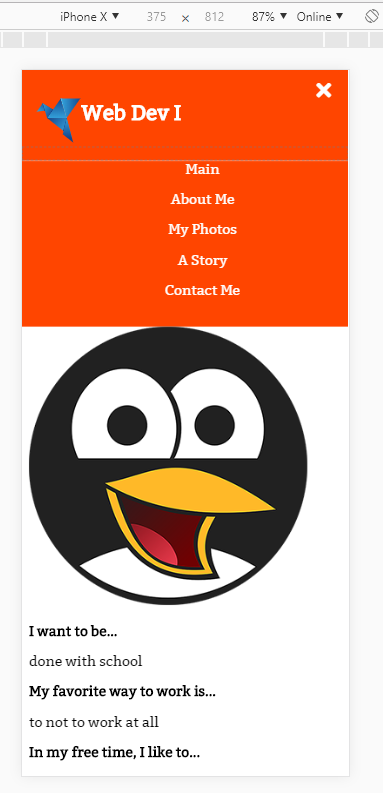 iPhone X ▼ 375 × 812 87% ▼ Online ▼
Web Dev I
Main
About Me
My Photos
A Story
Contact Me
I want to be...
done with school
My favorite way to work is...
to not to work at all
In my free time, I like to...